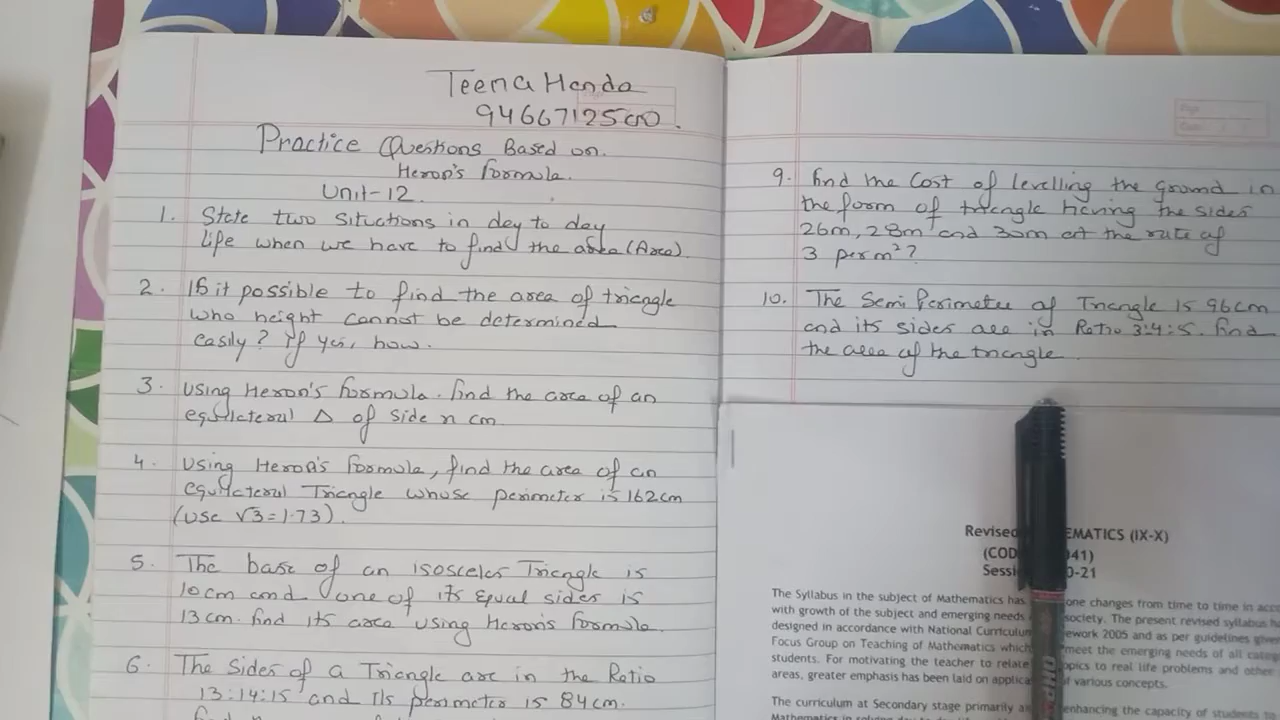 Teena Handa
9466712500.
Practice Questions Based on.
Heron's Formula.
Unit-12.
1. State two situations in day to day
life when we have to find the area (Area).
2. Is it possible to find the area of triangle
who height cannot be determined
easily? If yes, how.
3. Using Heron's Formula. find the area of an
equilateral Δ of side n cm
4. Using Heron's Formula, find the area of an
equilateral Triangle whose perimeter is 162cm
(Use √3=1.73).
5. The base of an isosceles Triangle is
10cm and one of its equal sides is
13cm. find its area using Heron's formula.
6. The Sides of a Triangle are in the Ratio
13:14:15 and Its perimeter is 84cm.
9. find the Cost of levelling the ground in
the form of triangle having the sides
26m, 28m and 30m at the rate of
3 per m²?
10. The Semi Perimeter of Triangle is 96cm
and its sides are in Ratio 3:4:5. find
the area of the triangle.
Revised EMATICS (IX-X)
(COD 41)
Sessi 0-21
The Syllabus in the subject of Mathematics has one changes from time to time in acc
with growth of the subject and emerging needs society. The present revised syllabus ha
designed in accordance with National Curriculum ework 2005 and as per guidelines give
Focus Group on Teaching of Mathematics which meet the emerging needs of all categ
students. For motivating the teacher to relate opics to real life problems and other
areas, greater emphasis has been laid on applica f various concepts.
The curriculum at Secondary stage primarily ai enhancing the capacity of students to